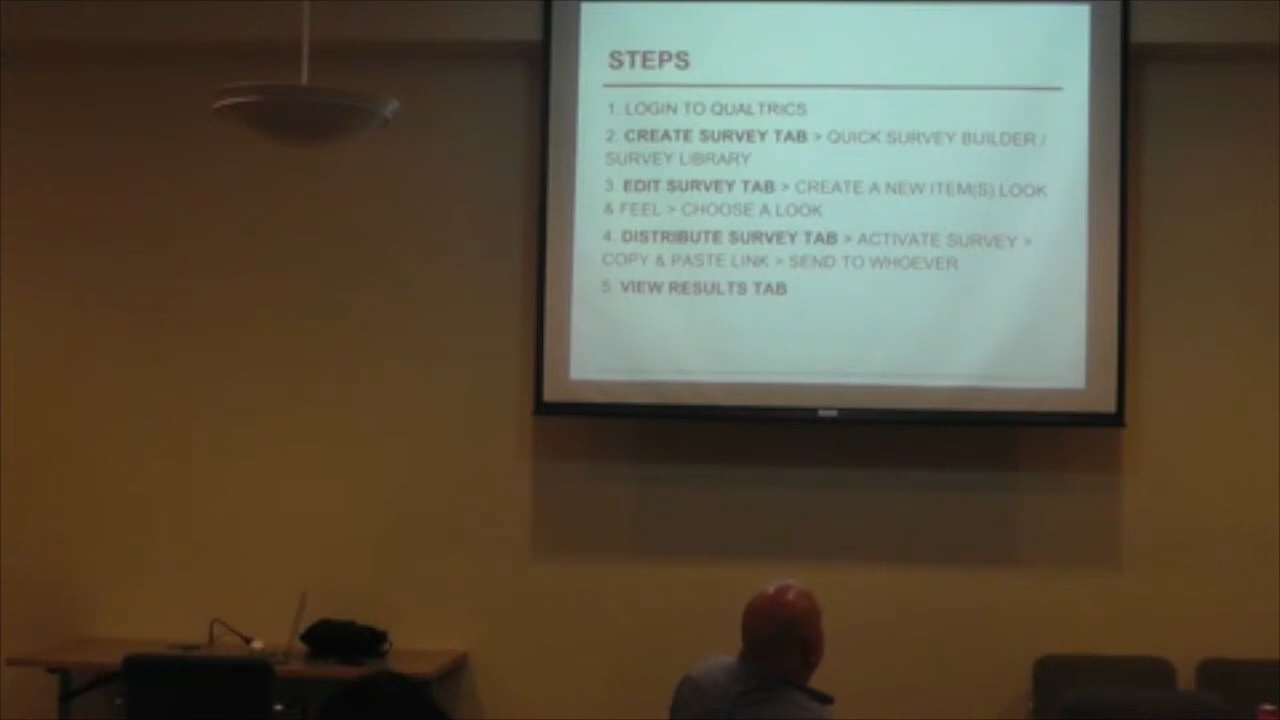 STEPS
1. LOGIN TO QUALTRICS
2. CREATE SURVEY TAB > QUICK SURVEY BUILDER /
SURVEY LIBRARY
3. EDIT SURVEY TAB > CREATE A NEW ITEM(S) LOOK
& FEEL > CHOOSE A LOOK
4. DISTRIBUTE SURVEY TAB > ACTIVATE SURVEY >
COPY & PASTE LINK > SEND TO WHOEVER
5. VIEW RESULTS TAB